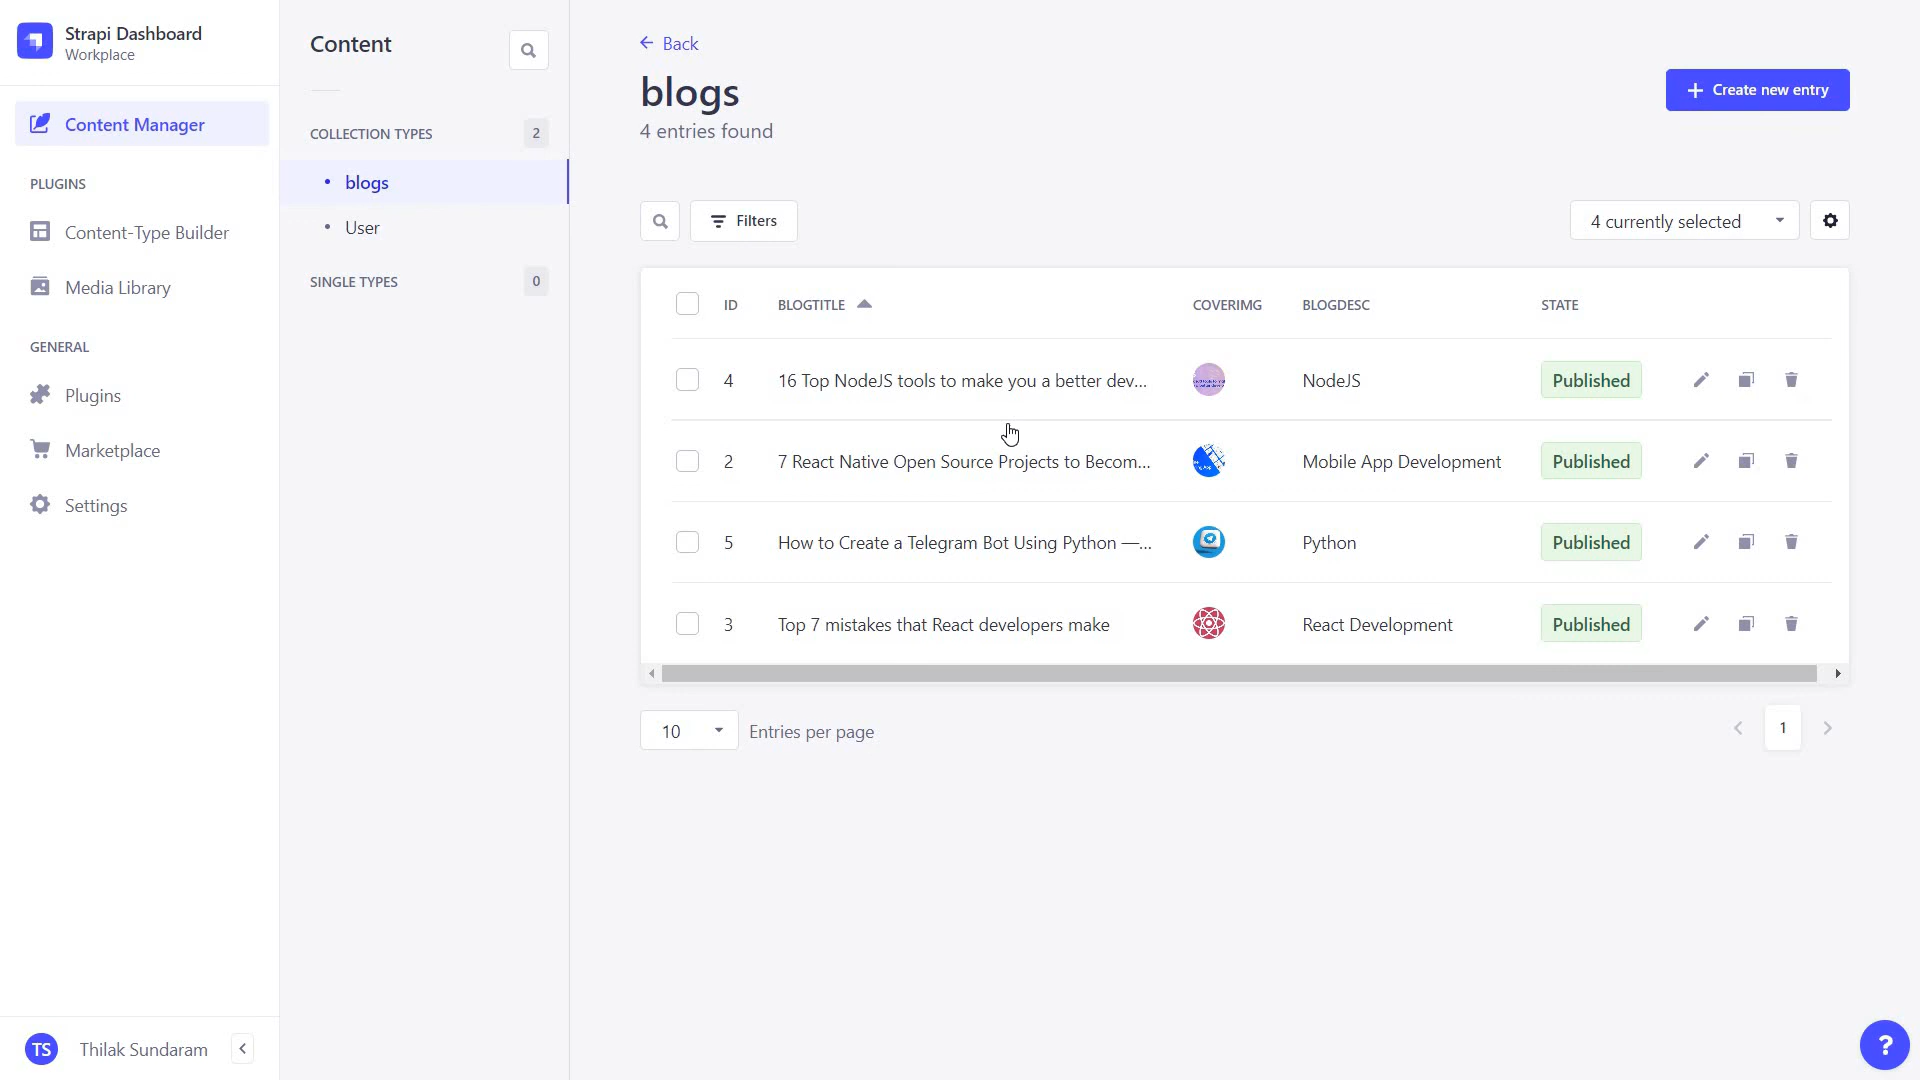 Strapi Dashboard
Workplace
Content Manager
PLUGINS
Content-Type Builder
Media Library
GENERAL
Plugins
Marketplace
Settings
TS
Thilak Sundaram
Content
COLLECTION TYPES
2
blogs
User
SINGLE TYPES
0
Back
blogs
4 entries found
Create new entry
Filters
4 currently selected
ID BLOGTITLE COVERIMG BLOGDESC STATE
4 16 Top NodeJS tools to make you a better dev... NodeJS Published
2 7 React Native Open Source Projects to Becom... Mobile App Development Published
5 How to Create a Telegram Bot Using Python —... Python Published
3 Top 7 mistakes that React developers make React Development Published
10 Entries per page
1
?